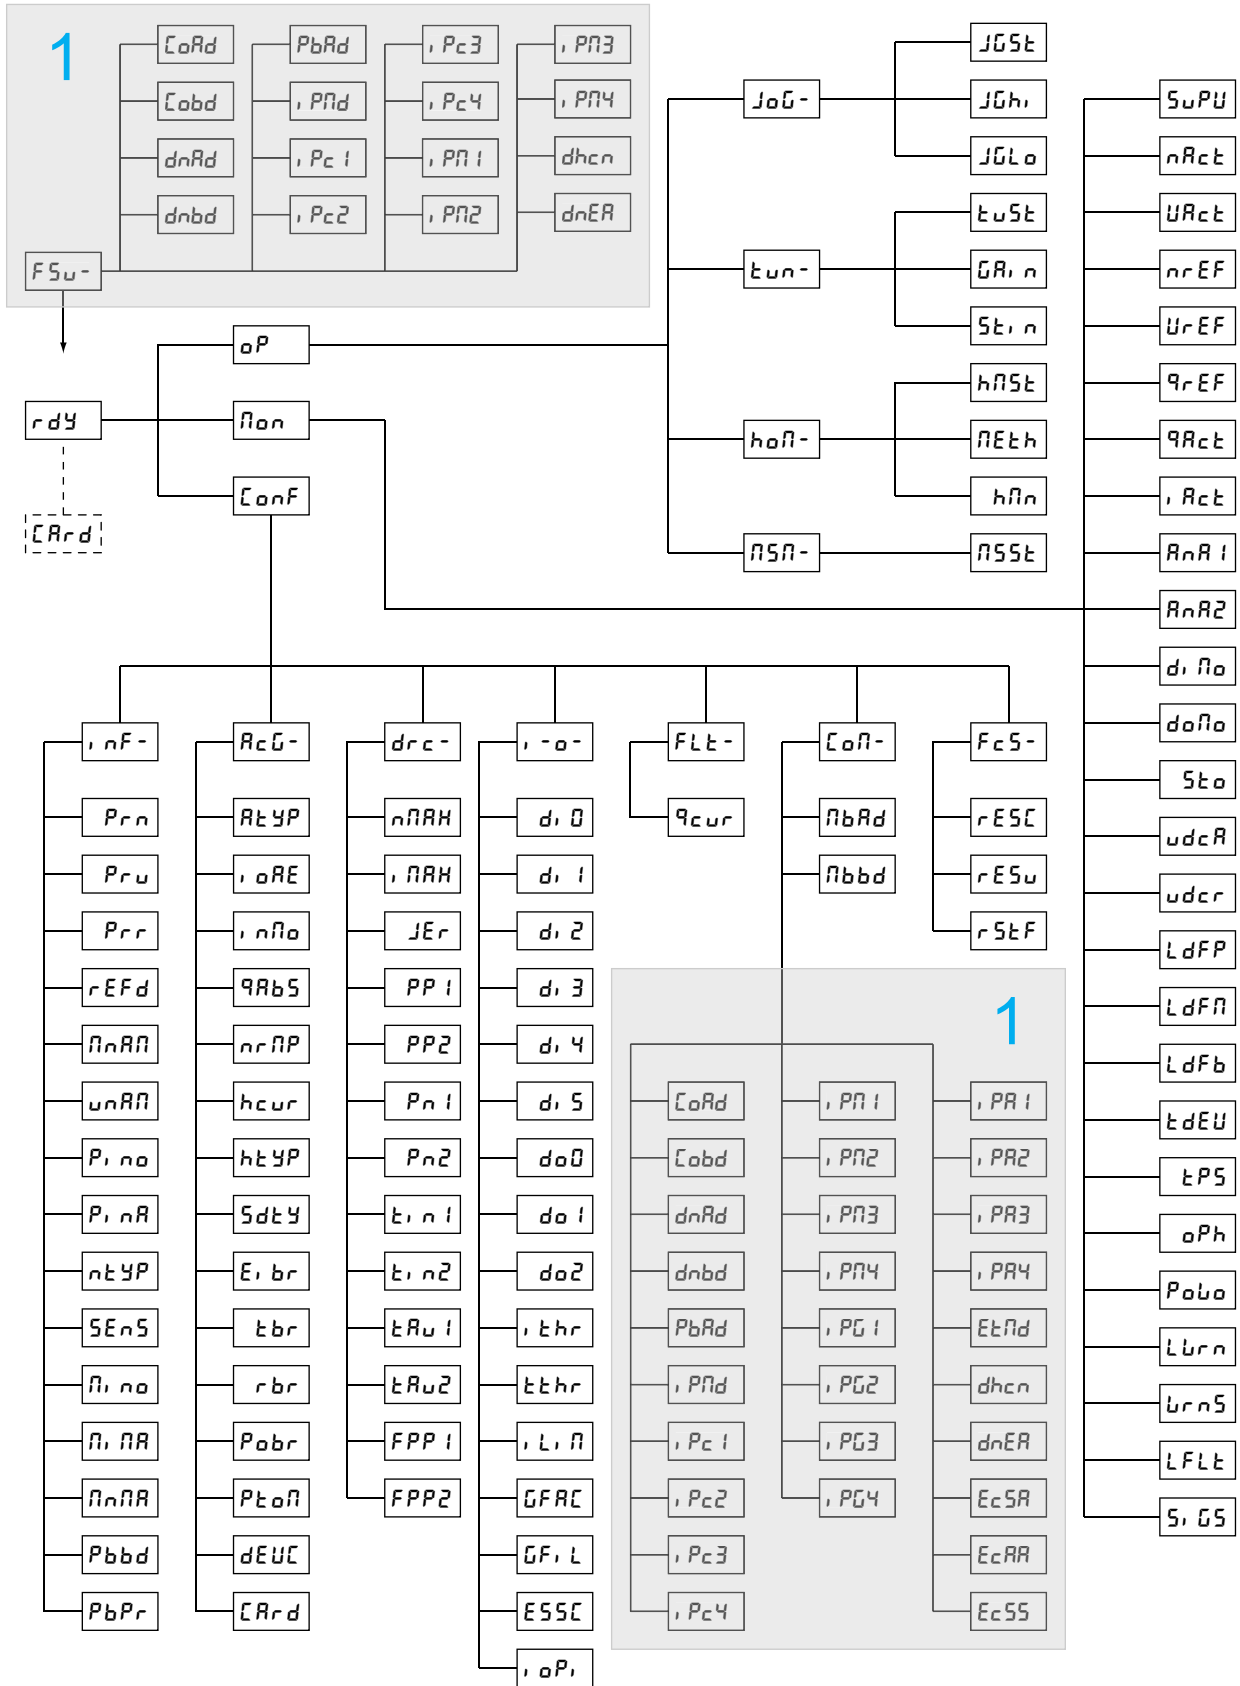 1
CoAd
Cobd
dnAd
dnbd
PbAd
iPMd
iPc1
iPc2
iPc3
iPc4
iPM1
iPM2
iPM3
iPM4
dhcn
dnEA
FSu-
rdY
CArd
oP
Mon
ConF
JoG-
JGSt
JGhi
JGLo
tun-
tuSt
GAin
Stin
hoM-
hMSt
MEth
hMn
MSM-
MSSt
SuPV
nAct
VAct
nrEF
VrEF
qrEF
qAct
iAct
AnA1
AnA2
diMo
doMo
Sto
udcA
udcr
LdFP
LdFM
LdFb
tdEV
tPS
oPh
PoWo
LWrn
WrnS
LFLt
SiGS
inF-
Prn
Pru
Prr
rEFd
MnAM
unAM
Pino
PinA
ntYP
SEnS
Mino
MiMA
MnMA
Pbbd
PbPr
AcG-
AtYP
ioAE
inMo
qAbS
nrMP
hcur
htYP
SdtY
Eibr
tbr
rbr
Pobr
PtoM
dEVC
CArd
drc-
nMAX
iMAX
JEr
PP1
PP2
Pn1
Pn2
tin1
tin2
tAu1
tAu2
FPP1
FPP2
i-o-
di0
di1
di2
di3
di4
di5
do0
do1
do2
ithr
tthr
iLiM
GFAC
GFiL
ESSC
ioPi
FLt-
qcur
CoM-
MbAd
Mbbd
FcS-
rESC
rESu
rStF
1
CoAd
Cobd
dnAd
dnbd
PbAd
iPMd
iPc1
iPc2
iPc3
iPc4
iPM1
iPM2
iPM3
iPM4
iPG1
iPG2
iPG3
iPG4
iPA1
iPA2
iPA3
iPA4
EtMd
dhcn
dnEA
EcSA
EcAA
EcSS